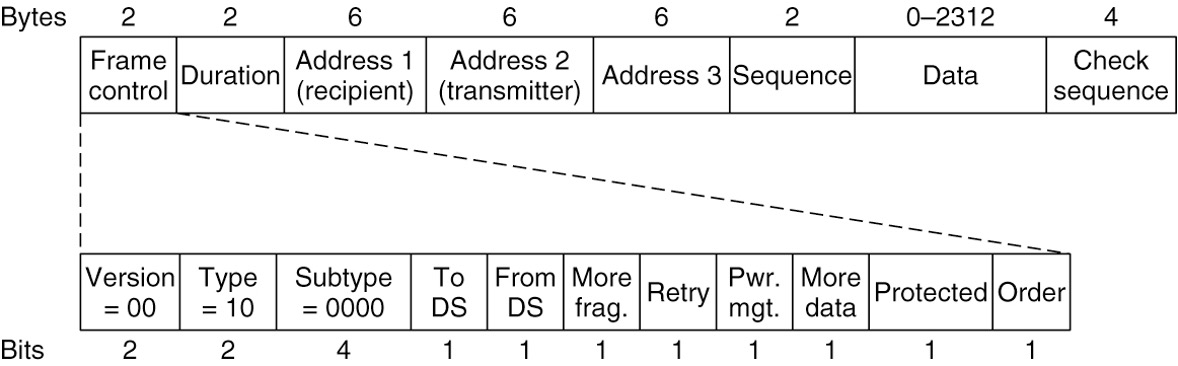 Bytes 2 2 6 6 6 2 0–2312 4
Frame control Duration Address 1 (recipient) Address 2 (transmitter) Address 3 Sequence Data Check sequence
Version = 00 Type = 10 Subtype = 0000 To DS From DS More frag. Retry Pwr. mgt. More data Protected Order
Bits 2 2 4 1 1 1 1 1 1 1 1